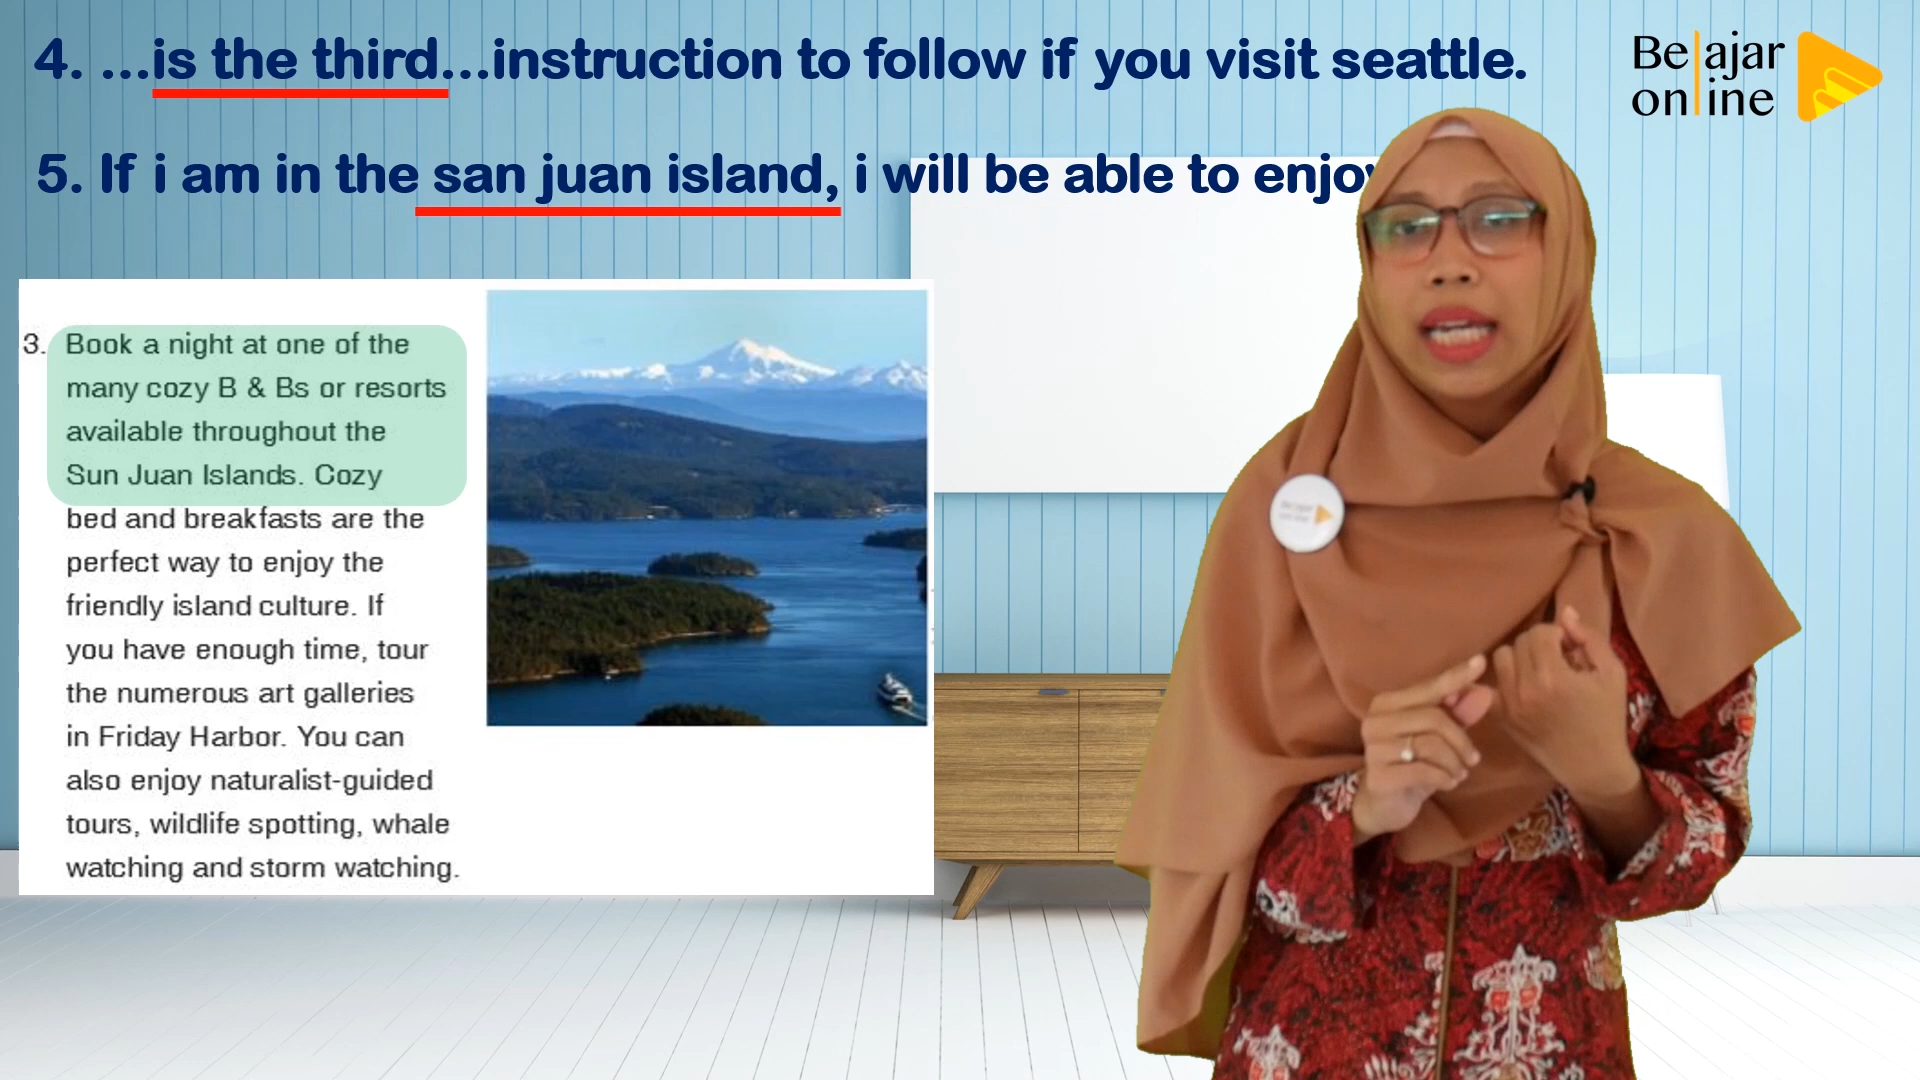 4. ...is the third...instruction to follow if you visit seattle.
Belajar
online
5. If i am in the san juan island, i will be able to enjoy
3. Book a night at one of the
many cozy B & Bs or resorts
available throughout the
Sun Juan Islands. Cozy
bed and breakfasts are the
perfect way to enjoy the
friendly island culture. If
you have enough time, tour
the numerous art galleries
in Friday Harbor. You can
also enjoy naturalist-guided
tours, wildlife spotting, whale
watching and storm watching.